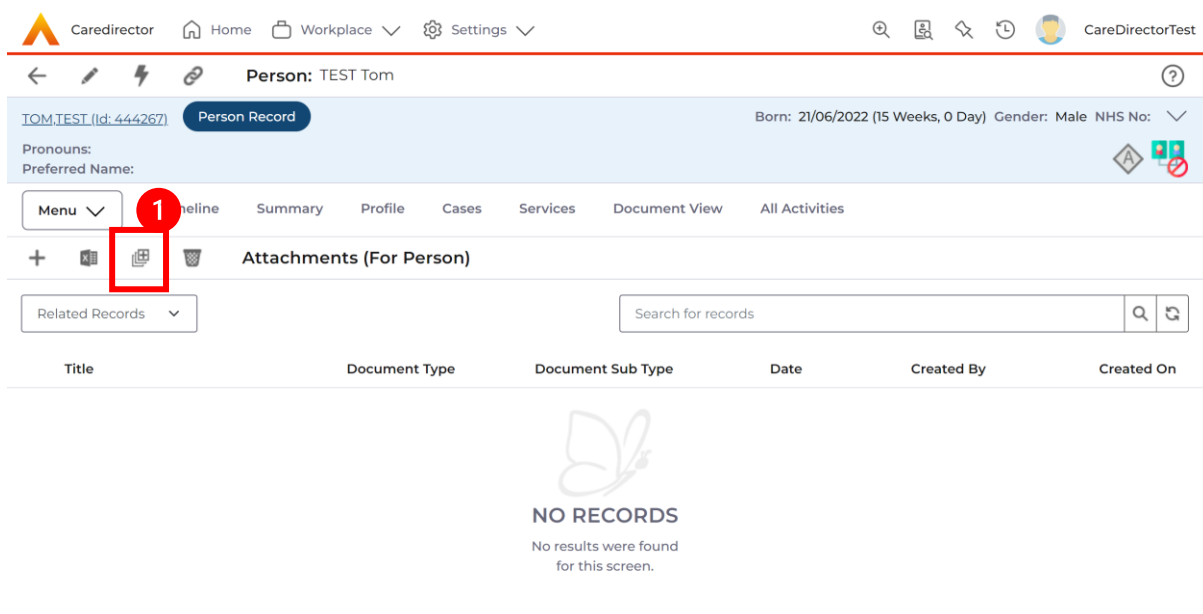 Caredirector Home Workplace Settings CareDirectorTest
Person: TEST Tom ?
TOM,TEST (Id: 444267) Person Record Born: 21/06/2022 (15 Weeks, 0 Day) Gender: Male NHS No:
Pronouns:
A
Preferred Name:
Menu 1 neline Summary Profile Cases Services Document View All Activities
Attachments (For Person)
Related Records Search for records
Title Document Type Document Sub Type Date Created By Created On
NO RECORDS
No results were found
for this screen.